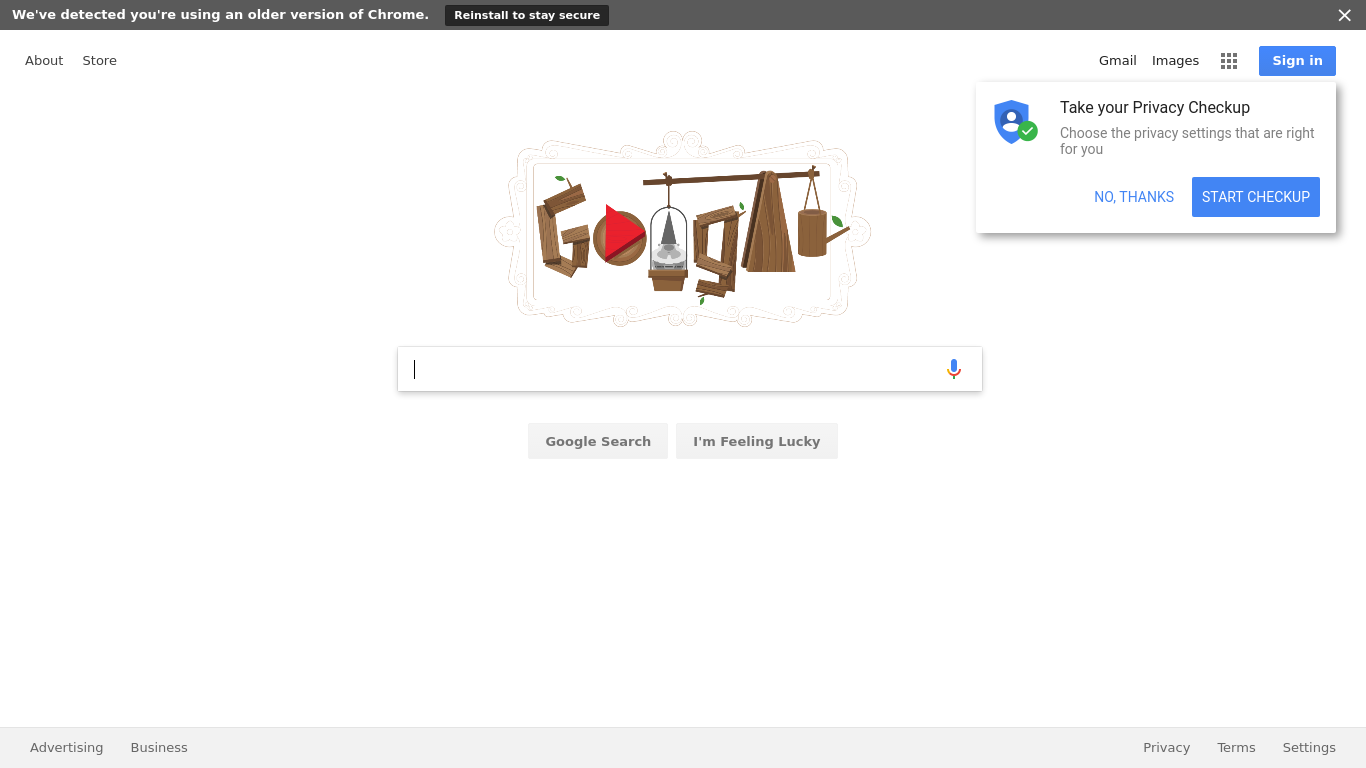 We've detected you're using an older version of Chrome. Reinstall to stay secure
About Store Gmail Images Sign in
Take your Privacy Checkup
Choose the privacy settings that are right
for you
NO, THANKS START CHECKUP
Google Search I'm Feeling Lucky
Advertising Business Privacy Terms Settings